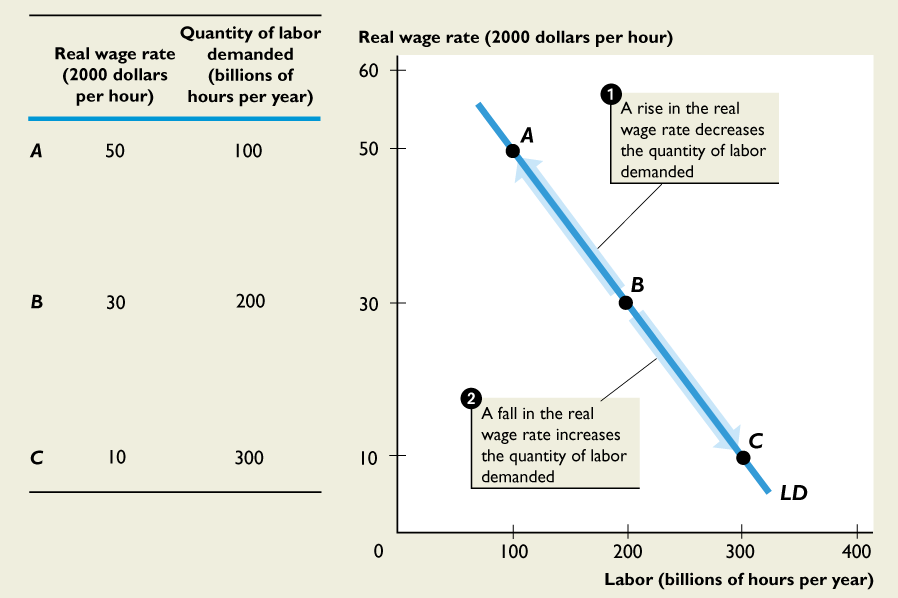 Real wage rate
(2000 dollars
per hour)
Quantity of labor
demanded
(billions of
hours per year)
A 50 100
B 30 200
C 10 300
Real wage rate (2000 dollars per hour)
60
50
30
10
0
100 200 300 400
Labor (billions of hours per year)
A
B
C
LD
1
A rise in the real
wage rate decreases
the quantity of labor
demanded
2
A fall in the real
wage rate increases
the quantity of labor
demanded